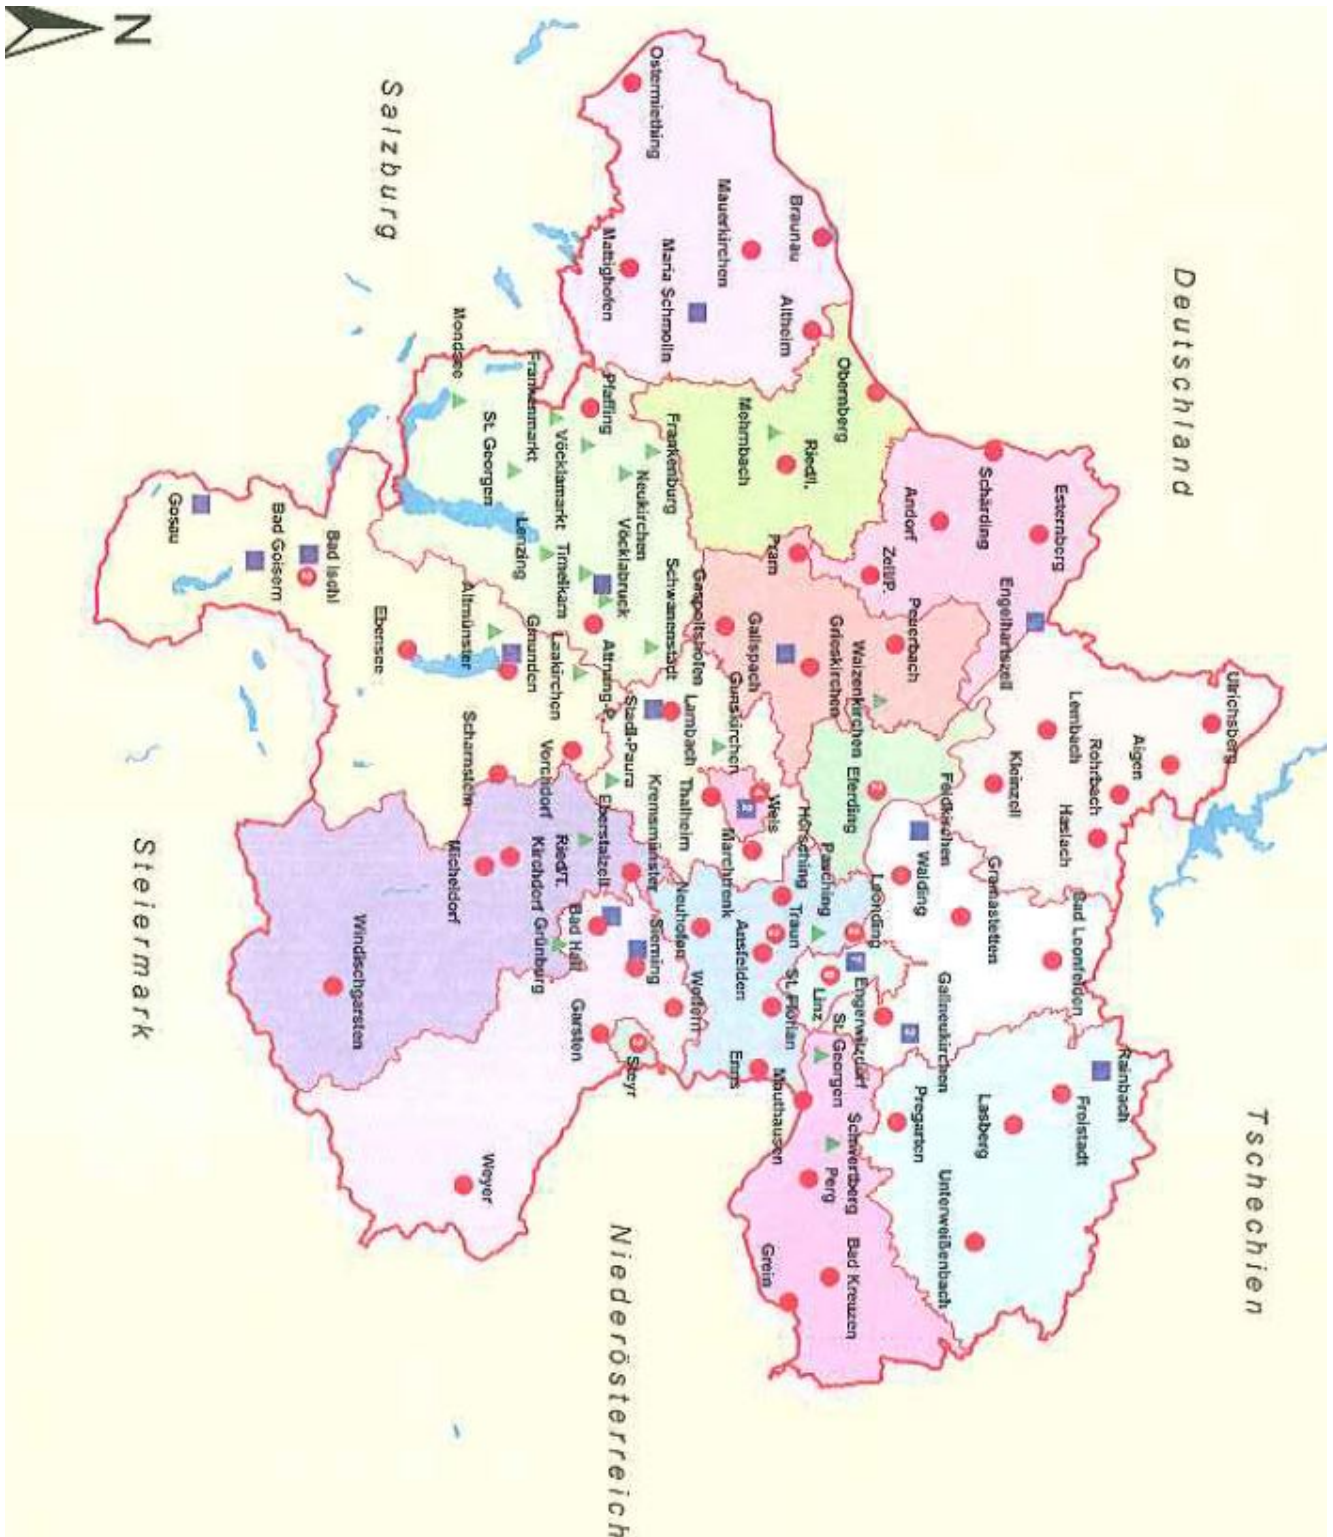 N
Salzburg
Deutschland
Tschechien
Niederösterreich
Steiermark
Ostermiething
Mauerkirchen
Braunau
Mattighofen
Maria Schmolln
Altheim
Obernberg
Mehrnbach
Ried/I.
Schärding
Andorf
Esternberg
Zell/P.
Pram
Engelhartszell
Peuerbach
Waizenkirchen
Grieskirchen
Gallspach
Gaspoltshofen
Ulrichsberg
Aigen
Rohrbach
Lembach
Haslach
Kleinzell
Mondsee
St. Georgen
Frankenmarkt
Vöcklamarkt
Pfaffing
Frankenburg
Neukirchen
Vöcklabruck
Timelkam
Lenzing
Schwanenstadt
Attnang-P.
Gosau
Bad Goisern
Bad Ischl
Ebensee
Altmünster
Gmunden
Laakirchen
Scharnstein
Vorchdorf
Stadl-Paura
Lambach
Gunskirchen
Eberstalzell
Thalheim
Wels
2
Marchtrenk
Eferding
2
Feldkirchen
Walding
Gramastetten
Bad Leonfelden
Gallneukirchen
2
Engerwitzdorf
Hörsching
Pasching
Leonding
Traun
Ansfelden
Neuhofen
St. Florian
Enns
Linz
7
Kremsmünster
Ried/T.
Kirchdorf
Micheldorf
Grünburg
Windischgarsten
Bad Hall
Sierning
Wolfern
Garsten
Steyr
Weyer
Rainbach
Freistadt
Lasberg
Pregarten
Unterweißenbach
St. Georgen
Mauthausen
Schwertberg
Perg
Bad Kreuzen
Grein